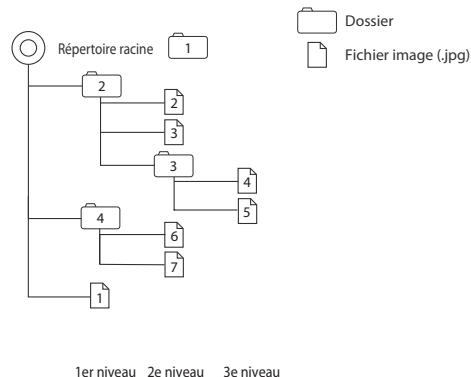 Dossier
Répertoire racine 1
Fichier image (.jpg)
2
2
3
3
4
5
4
6
7
1
1er niveau 2e niveau 3e niveau